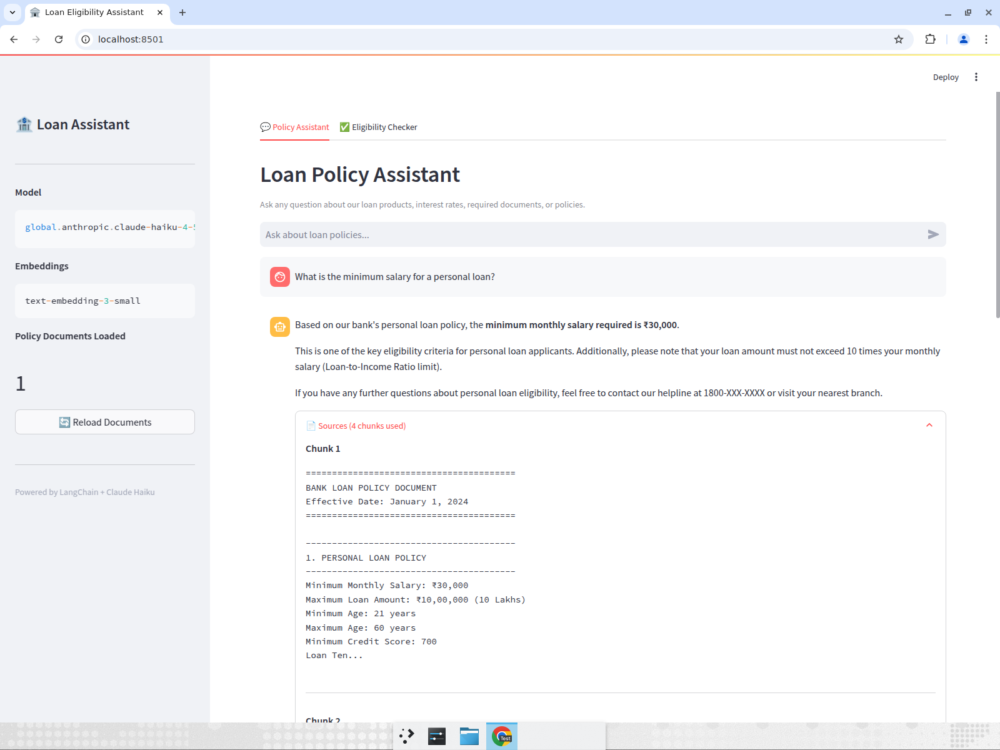 Loan Eligibility Assistant
localhost:8501
Deploy
Loan Assistant
Model
global.anthropic.claude-haiku-4-5
Embeddings
text-embedding-3-small
Policy Documents Loaded
1
Reload Documents
Powered by LangChain + Claude Haiku
Policy Assistant
Eligibility Checker
Loan Policy Assistant
Ask any question about our loan products, interest rates, required documents, or policies.
Ask about loan policies...
What is the minimum salary for a personal loan?
Based on our bank's personal loan policy, the minimum monthly salary required is ₹30,000.
This is one of the key eligibility criteria for personal loan applicants. Additionally, please note that your loan amount must not exceed 10 times your monthly
salary (Loan-to-Income Ratio limit).
If you have any further questions about personal loan eligibility, feel free to contact our helpline at 1800-XXX-XXXX or visit your nearest branch.
Sources (4 chunks used)
Chunk 1
========================================
BANK LOAN POLICY DOCUMENT
Effective Date: January 1, 2024
========================================
----------------------------------------
1. PERSONAL LOAN POLICY
----------------------------------------
Minimum Monthly Salary: ₹30,000
Maximum Loan Amount: ₹10,00,000 (10 Lakhs)
Minimum Age: 21 years
Maximum Age: 60 years
Minimum Credit Score: 700
Loan Ten...
Chunk 2
Test